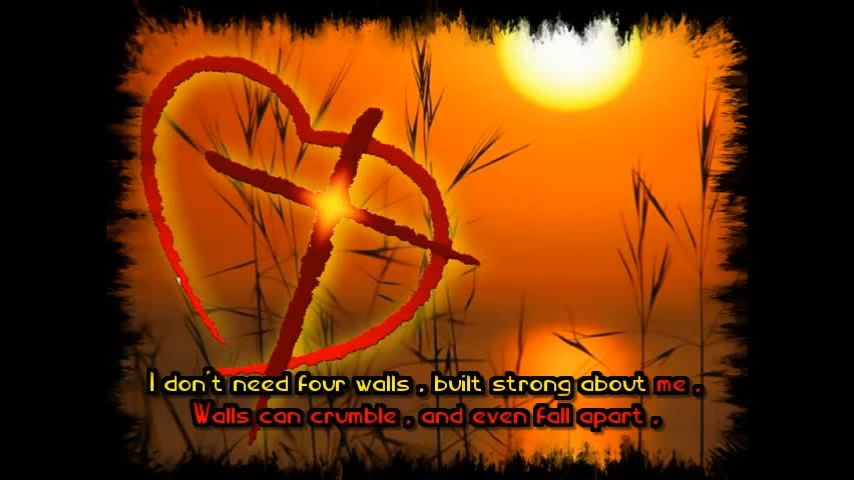 I don't need four walls , built strong about me .
Walls can crumble , and even fall apart ,